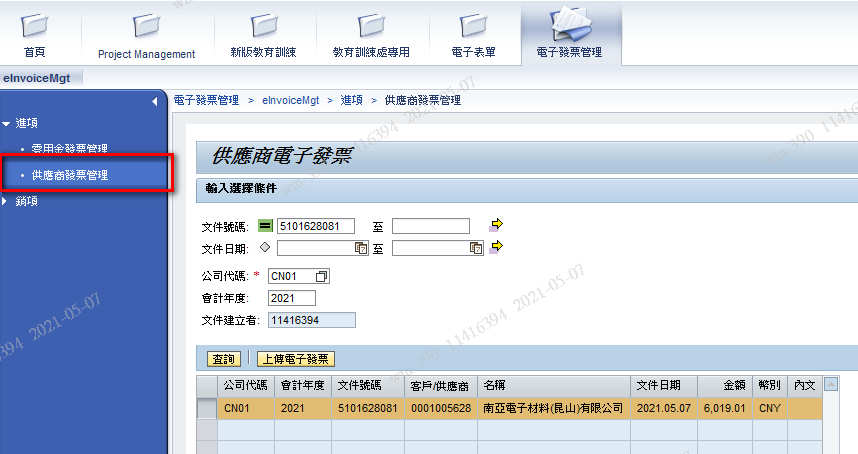 首頁
Project Management
新版教育訓練
教育訓練處專用
電子表單
電子發票管理
eInvoiceMgt
電子發票管理 > eInvoiceMgt > 進項 > 供應商發票管理
進項
零用金發票管理
供應商發票管理
銷項
供應商電子發票
輸入選擇條件
文件號碼: 5101628081 至
文件日期: 至
公司代碼: * CN01
會計年度: 2021
文件建立者: 11416394
查詢 上傳電子發票
公司代碼 會計年度 文件號碼 客戶/供應商 名稱 文件日期 金額 幣別 內文
CN01 2021 5101628081 0001005628 南亞電子材料(昆山)有限公司 2021.05.07 6,019.01 CNY
wm-390_11416394 2021-05-07